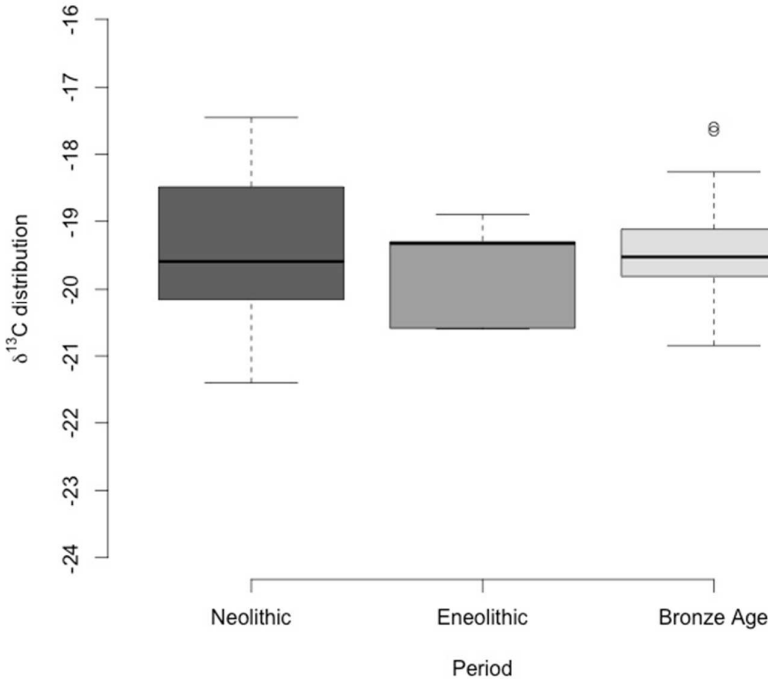 -16
-17
-18
-19
-20
-21
-22
-23
-24
δ13C distribution
Neolithic
Eneolithic
Bronze Age
Period